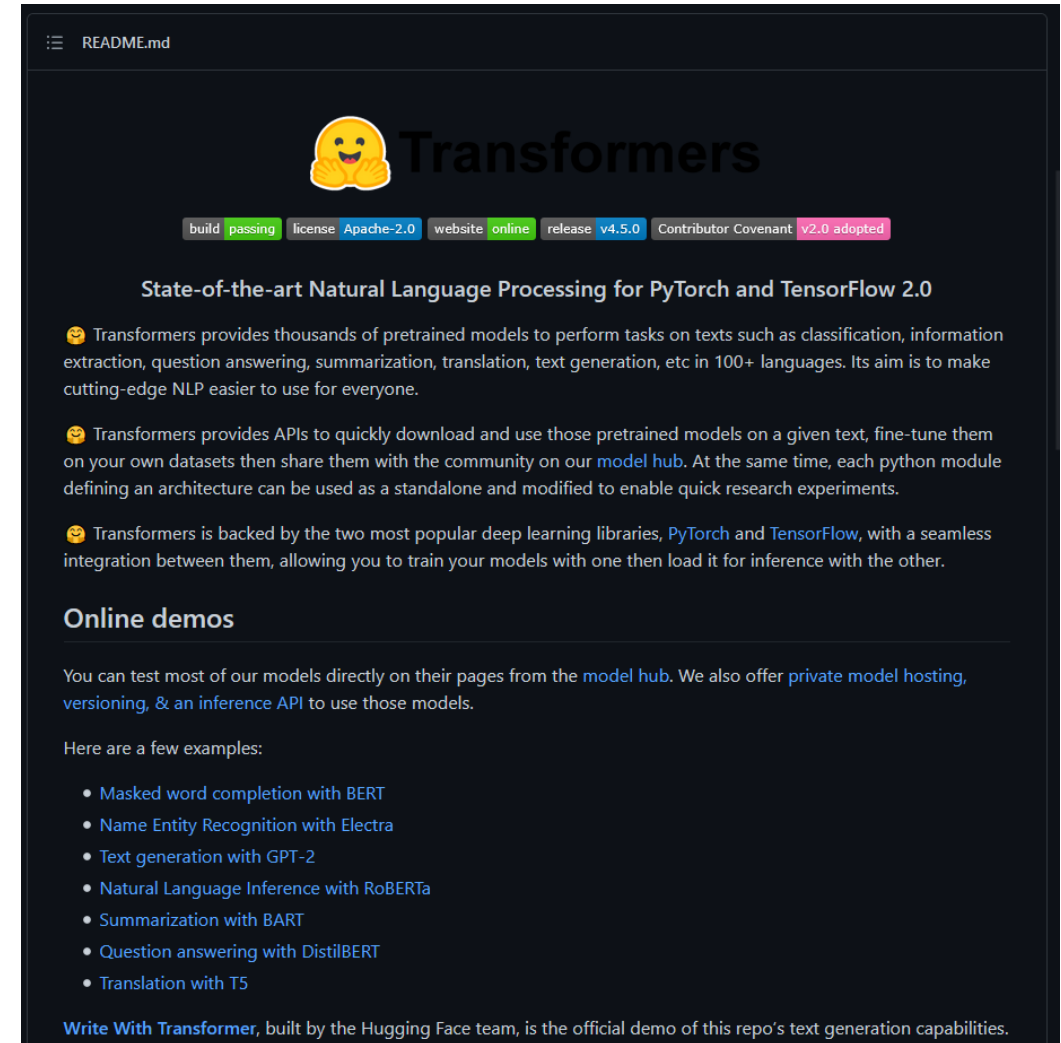 README.md
Transformers
build passing license Apache-2.0 website online release v4.5.0 Contributor Covenant v2.0 adopted
State-of-the-art Natural Language Processing for PyTorch and TensorFlow 2.0
🤗 Transformers provides thousands of pretrained models to perform tasks on texts such as classification, information
extraction, question answering, summarization, translation, text generation, etc in 100+ languages. Its aim is to make
cutting-edge NLP easier to use for everyone.
🤗 Transformers provides APIs to quickly download and use those pretrained models on a given text, fine-tune them
on your own datasets then share them with the community on our model hub. At the same time, each python module
defining an architecture can be used as a standalone and modified to enable quick research experiments.
🤗 Transformers is backed by the two most popular deep learning libraries, PyTorch and TensorFlow, with a seamless
integration between them, allowing you to train your models with one then load it for inference with the other.
Online demos
You can test most of our models directly on their pages from the model hub. We also offer private model hosting,
versioning, & an inference API to use those models.
Here are a few examples:
• Masked word completion with BERT
• Name Entity Recognition with Electra
• Text generation with GPT-2
• Natural Language Inference with RoBERTa
• Summarization with BART
• Question answering with DistilBERT
• Translation with T5
Write With Transformer, built by the Hugging Face team, is the official demo of this repo’s text generation capabilities.